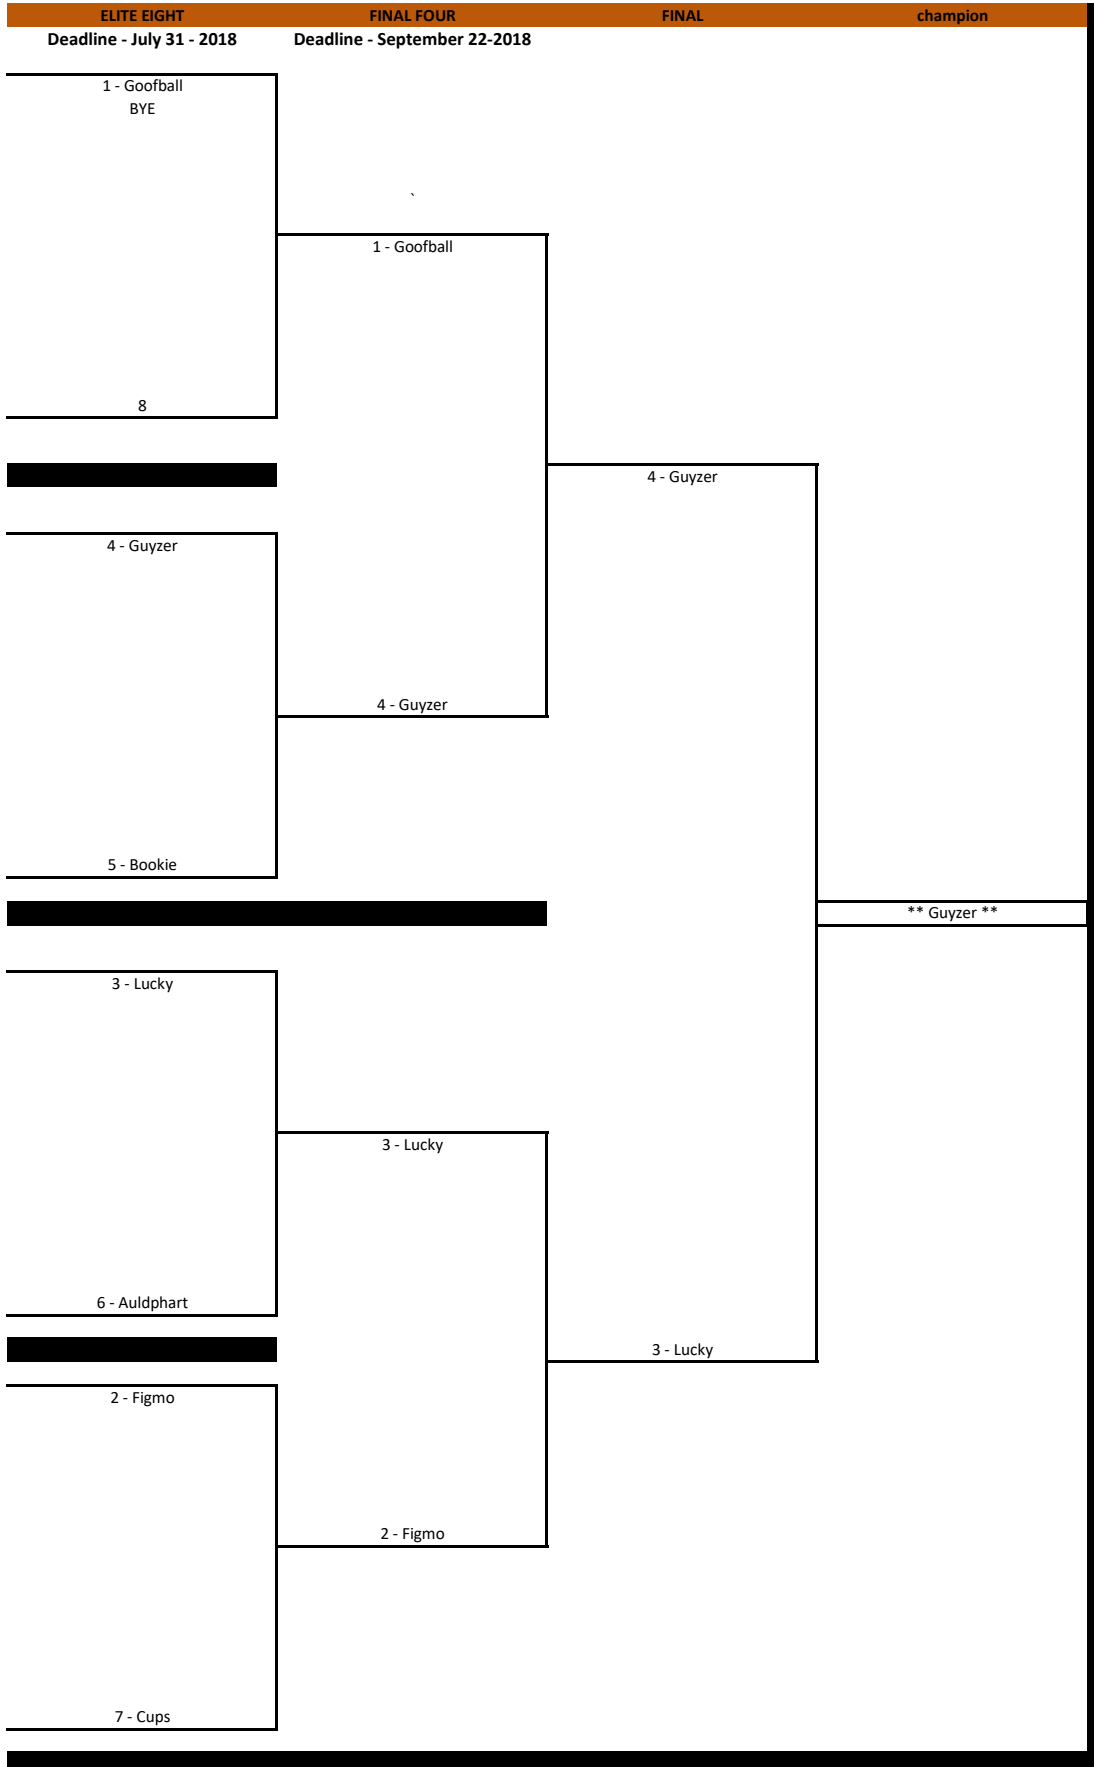 ELITE EIGHT FINAL FOUR FINAL champion
Deadline - July 31 - 2018 Deadline - September 22-2018
1 - Goofball
BYE
`
1 - Goofball
8
4 - Guyzer
4 - Guyzer
4 - Guyzer
5 - Bookie
** Guyzer **
3 - Lucky
3 - Lucky
6 - Auldphart
3 - Lucky
2 - Figmo
2 - Figmo
7 - Cups